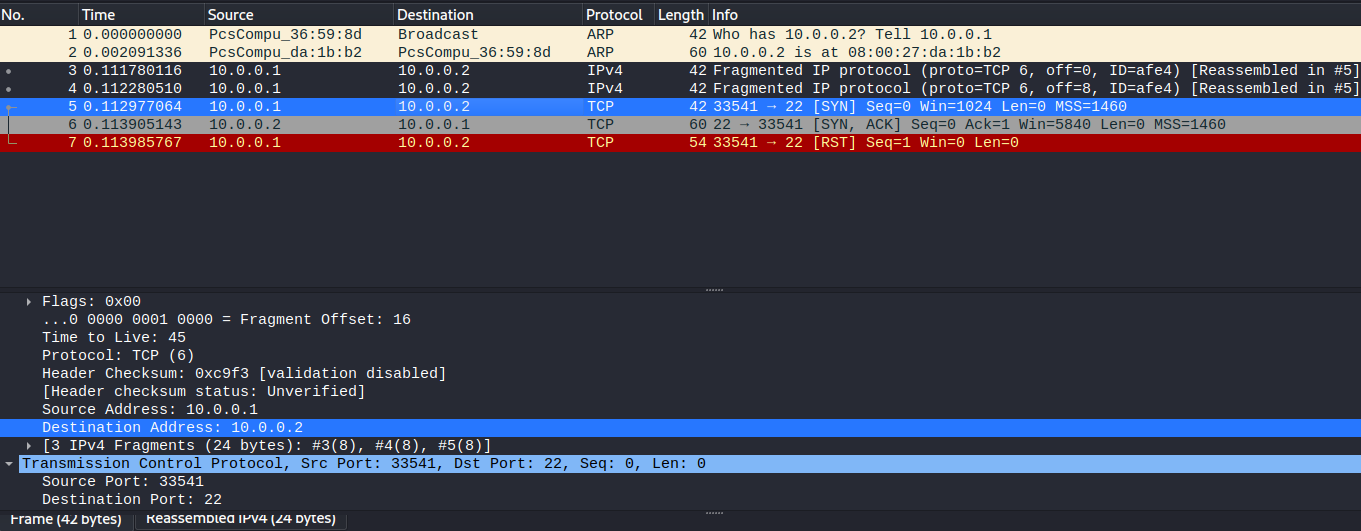 No. Time Source Destination Protocol Length Info
1 0.000000000 PcsCompu_36:59:8d Broadcast ARP 42 Who has 10.0.0.2? Tell 10.0.0.1
2 0.002091336 PcsCompu_da:1b:b2 PcsCompu_36:59:8d ARP 60 10.0.0.2 is at 08:00:27:da:1b:b2
3 0.111780116 10.0.0.1 10.0.0.2 IPv4 42 Fragmented IP protocol (proto=TCP 6, off=0, ID=afe4) [Reassembled in #5]
4 0.112280510 10.0.0.1 10.0.0.2 IPv4 42 Fragmented IP protocol (proto=TCP 6, off=8, ID=afe4) [Reassembled in #5]
5 0.112977064 10.0.0.1 10.0.0.2 TCP 42 33541 → 22 [SYN] Seq=0 Win=1024 Len=0 MSS=1460
6 0.113905143 10.0.0.2 10.0.0.1 TCP 60 22 → 33541 [SYN, ACK] Seq=0 Ack=1 Win=5840 Len=0 MSS=1460
7 0.113985767 10.0.0.1 10.0.0.2 TCP 54 33541 → 22 [RST] Seq=1 Win=0 Len=0
Flags: 0x00
...0 0000 0001 0000 = Fragment Offset: 16
Time to Live: 45
Protocol: TCP (6)
Header Checksum: 0xc9f3 [validation disabled]
[Header checksum status: Unverified]
Source Address: 10.0.0.1
Destination Address: 10.0.0.2
[3 IPv4 Fragments (24 bytes): #3(8), #4(8), #5(8)]
Transmission Control Protocol, Src Port: 33541, Dst Port: 22, Seq: 0, Len: 0
Source Port: 33541
Destination Port: 22
Frame (42 bytes) Reassembled IPv4 (24 bytes)